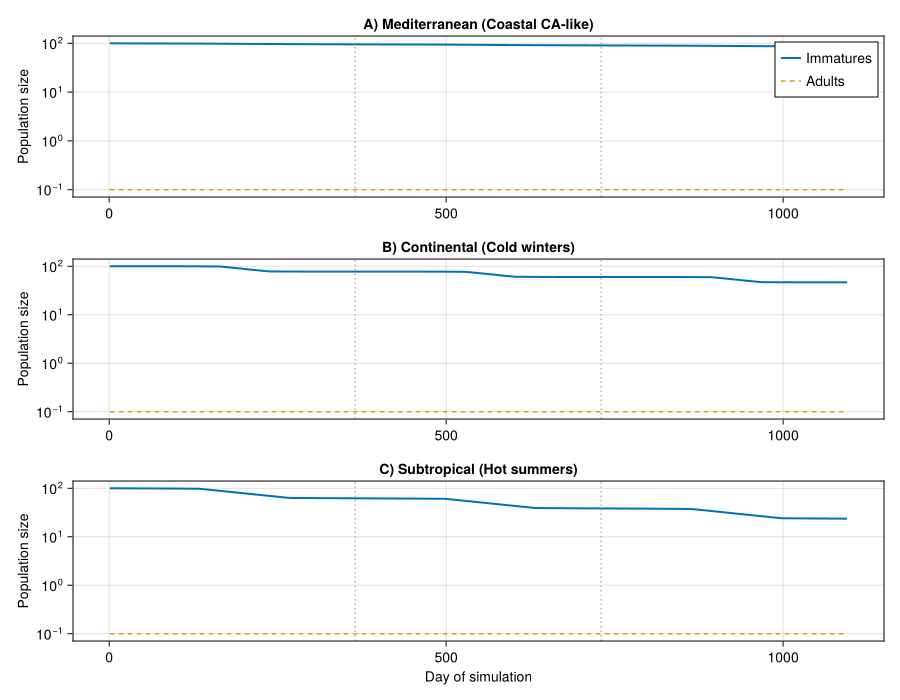 A) Mediterranean (Coastal CA-like)
Population size
10²
10¹
10⁰
10⁻¹
Immatures
Adults
0
500
1000
B) Continental (Cold winters)
Population size
10²
10¹
10⁰
10⁻¹
0
500
1000
C) Subtropical (Hot summers)
Population size
10²
10¹
10⁰
10⁻¹
0
500
1000
Day of simulation